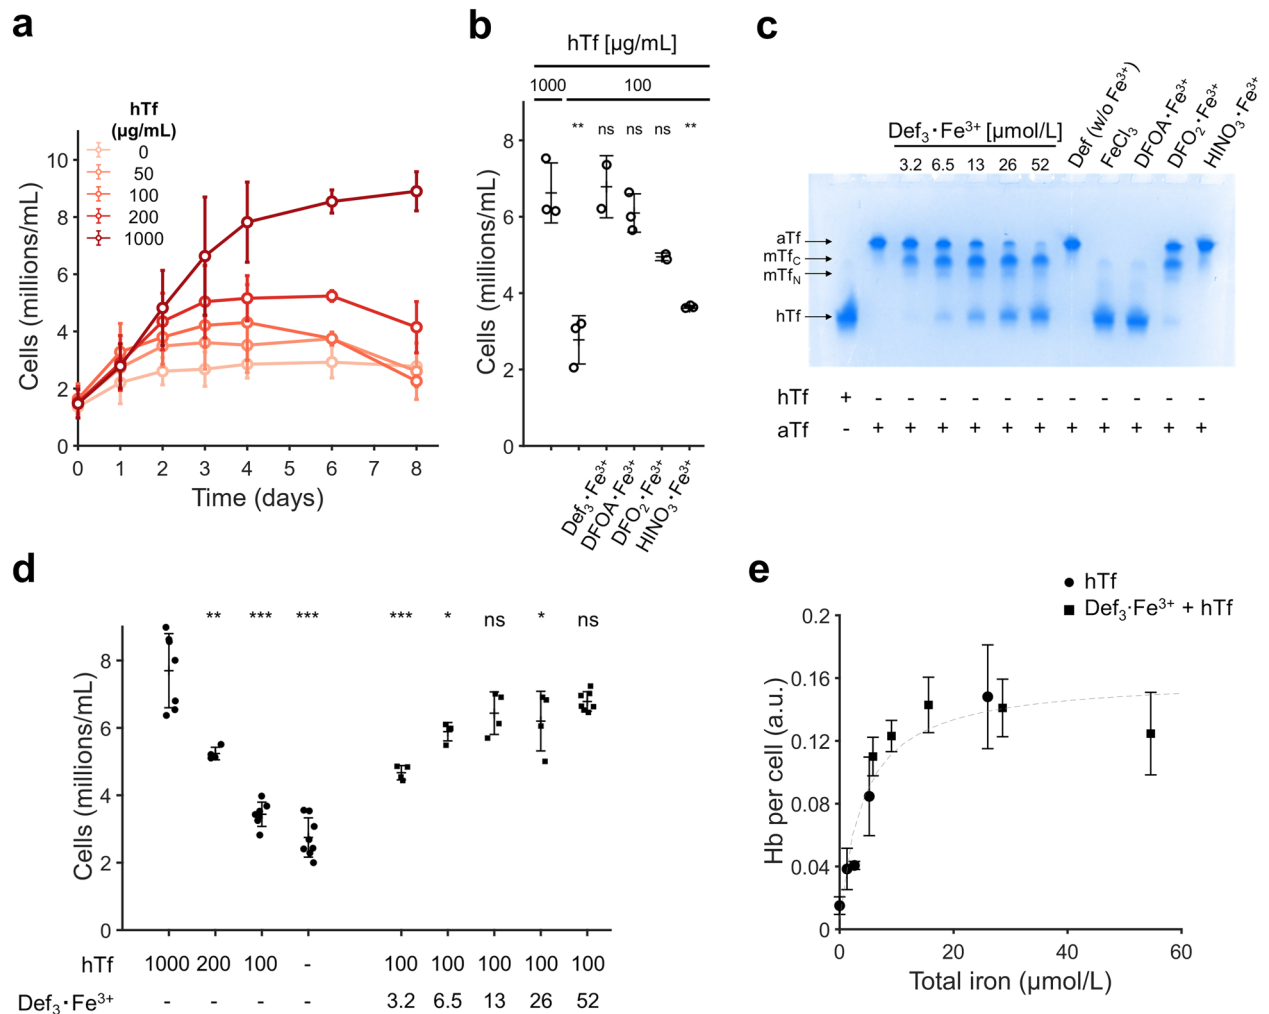 a
hTf
(µg/mL)
0
50
100
200
1000
Cells (millions/mL)
10
8
6
4
2
0
0 1 2 3 4 5 6 7 8
Time (days)
b
hTf [µg/mL]
1000 100
** ns ns ns **
Cells (millions/mL)
8
6
4
2
0
Def₃·Fe³⁺
DFOA·Fe³⁺
DFO₂·Fe³⁺
HINO₃·Fe³⁺
c
Def₃·Fe³⁺ [µmol/L]
3.2 6.5 13 26 52
Def (w/o Fe³⁺)
FeCl₃
DFOA·Fe³⁺
DFO₂·Fe³⁺
HINO₃·Fe³⁺
aTf
mTf_C
mTf_N
hTf
hTf + - - - - - - - - - - -
aTf - + + + + + + + + + + +
d
** *** *** *** * ns * ns
Cells (millions/mL)
8
6
4
2
0
hTf 1000 200 100 - 100 100 100 100 100
Def₃·Fe³⁺ - - - - 3.2 6.5 13 26 52
e
hTf
Def₃·Fe³⁺ + hTf
Hb per cell (a.u.)
0.2
0.16
0.12
0.08
0.04
0
0 20 40 60
Total iron (µmol/L)